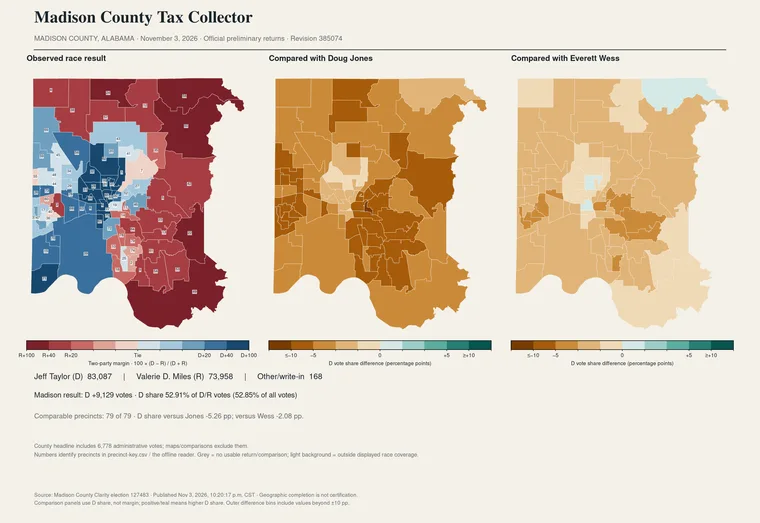 Madison County Tax Collector
MADISON COUNTY, ALABAMA · November 3, 2026 · Official preliminary returns · Revision 385074
Observed race result
Compared with Doug Jones
Compared with Everett Wess
R+100 R+40 R+20 Tie D+20 D+40 D+100
Two-party margin · 100 × (D − R) / (D + R)
≤-10 −5 0 +5 ≥+10
D vote share difference (percentage points)
≤-10 −5 0 +5 ≥+10
D vote share difference (percentage points)
Jeff Taylor (D) 83,087 | Valerie D. Miles (R) 73,958 | Other/write-in 168
Madison result: D +9,129 votes · D share 52.91% of D/R votes (52.85% of all votes)
Comparable precincts: 79 of 79 · D share versus Jones -5.26 pp; versus Wess -2.08 pp.
County headline includes 6,778 administrative votes; maps/comparisons exclude them.
Numbers identify precincts in precinct-key.csv / the offline reader. Grey = no usable return/comparison; light background = outside displayed race coverage.
Source: Madison County Clarity election 127483 · Published Nov 3, 2026, 10:20:17 p.m. CST · Geographic completion is not certification.
Comparison panels use D share, not margin; positive/teal means higher D share. Outer difference bins include values beyond ±10 pp.